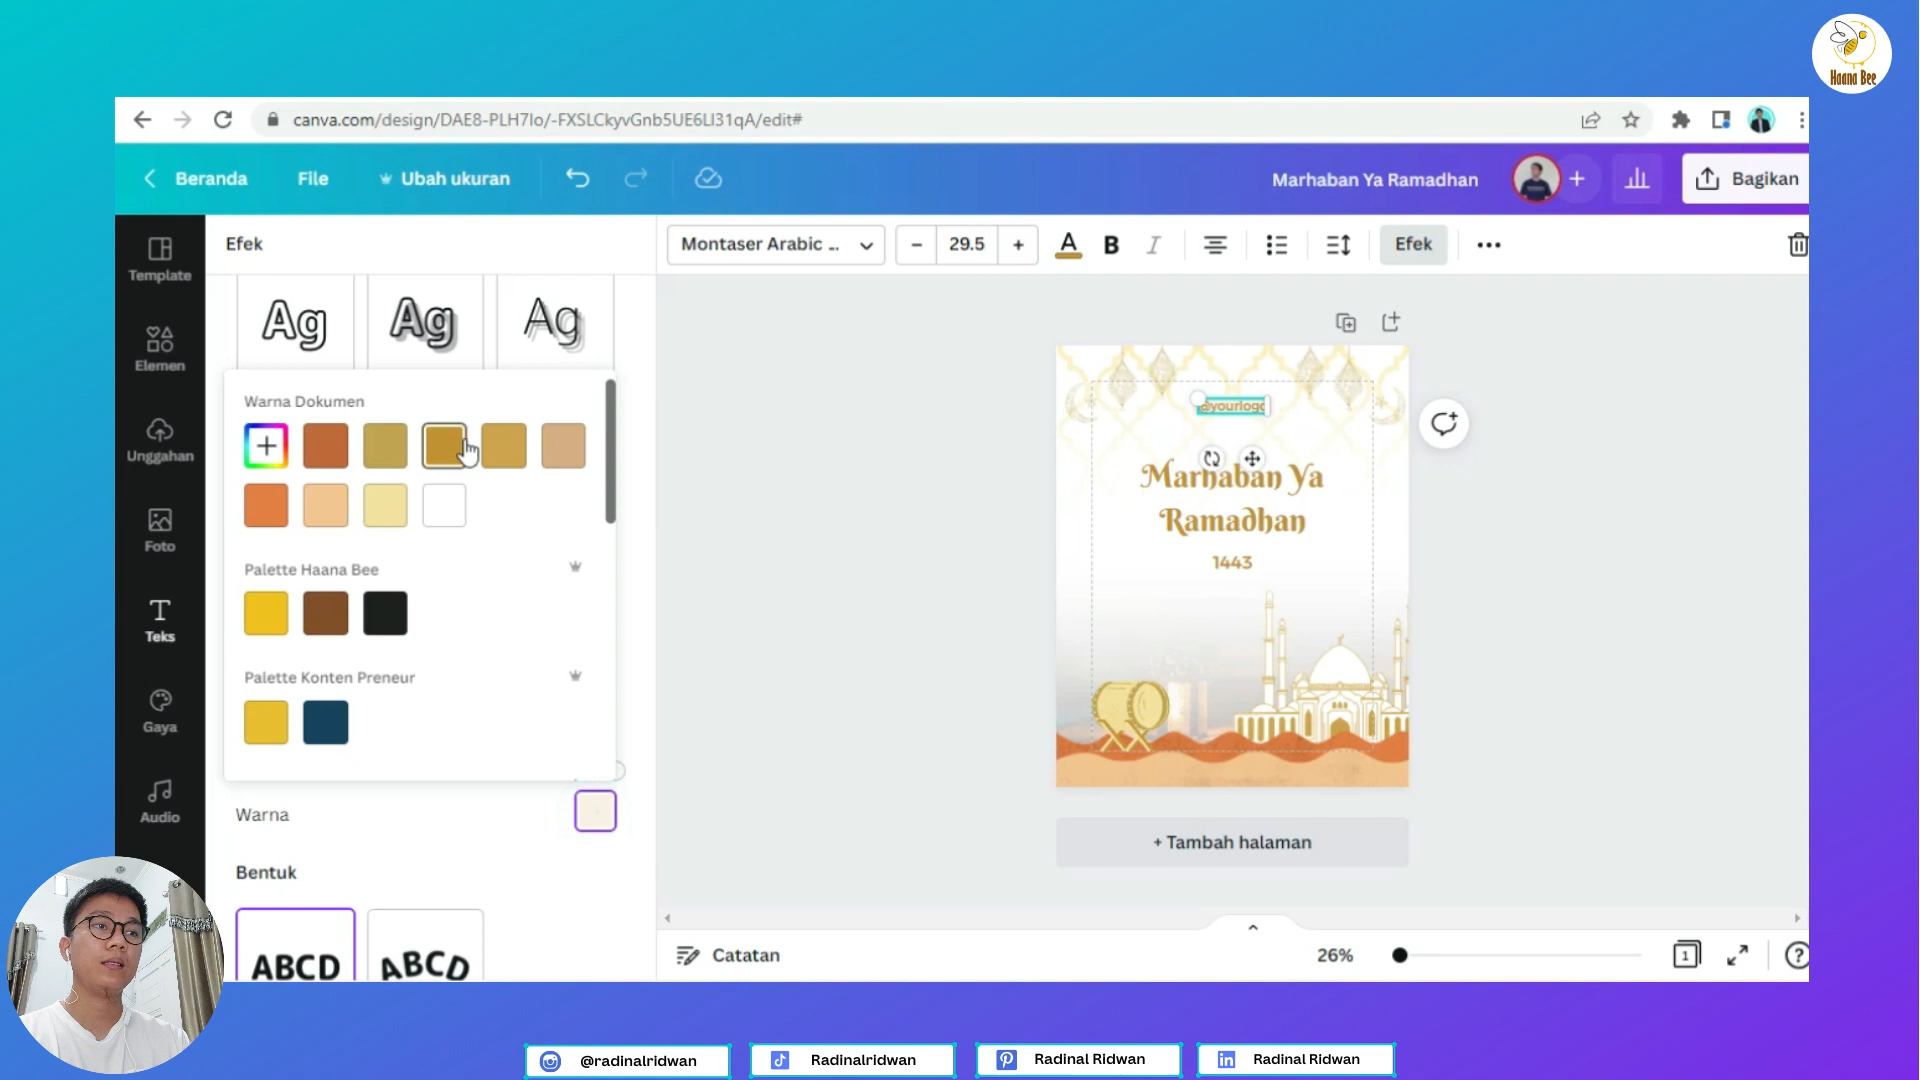 Haana Bee
canva.com/design/DAE8-PLH7Io/-FXSLCkyvGnb5UE6LI31qA/edit#
Beranda
File
Ubah ukuran
Marhaban Ya Ramadhan
Bagikan
Template
Elemen
Unggahan
Foto
Teks
Gaya
Audio
Efek
Montaser Arabic ...
29.5
A
B
I
Efek
Ag
Ag
Ag
Warna Dokumen
Palette Haana Bee
Palette Konten Preneur
Warna
Bentuk
ABCD
ABCD
@yourlogo
Marhaban Ya
Ramadhan
1443
+ Tambah halaman
Catatan
26%
1
@radinalridwan
Radinalridwan
Radinal Ridwan
Radinal Ridwan